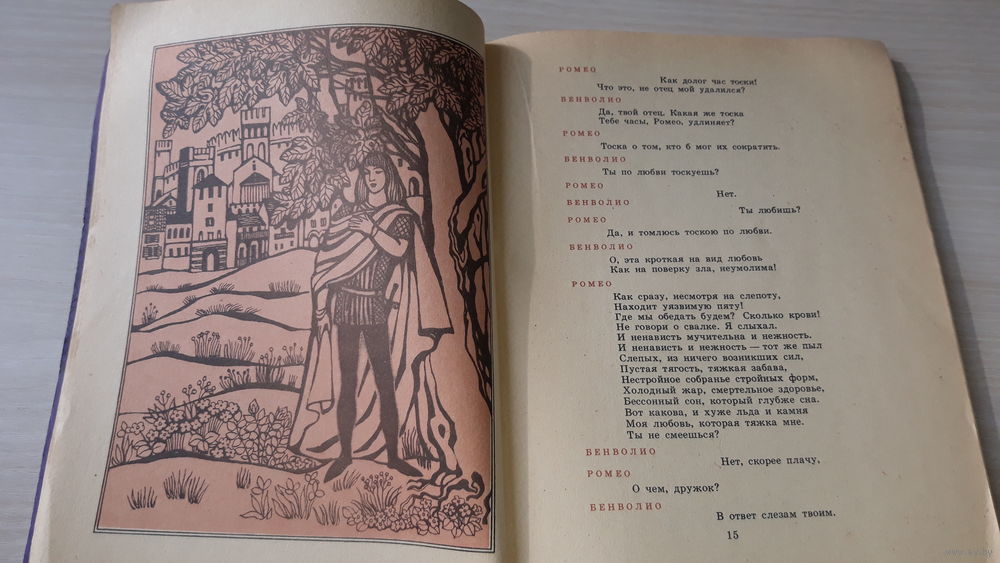 РОМЕО
Как долог час тоски!
Что это, не отец мой удалился?
БЕНВОЛИО
Да, твой отец. Какая же тоска
Тебе часы, Ромео, удлиняет?
РОМЕО
Тоска о том, кто б мог их сократить.
БЕНВОЛИО
Ты по любви тоскуешь?
РОМЕО
Нет.
БЕНВОЛИО
Ты любишь?
РОМЕО
Да, и томлюсь тоскою по любви.
БЕНВОЛИО
О, эта кроткая на вид любовь
Как на поверку зла, неумолима!
РОМЕО
Как сразу, несмотря на слепоту,
Находит уязвимую пяту!
Где мы обедать будем? Сколько крови!
Не говори о свалке. Я слыхал.
И ненависть мучительна и нежность.
И ненависть и нежность — тот же пыл
Слепых, из ничего возникших сил,
Пустая тягость, тяжкая забава,
Нестройное собранье стройных форм,
Холодный жар, смертельное здоровье,
Бессонный сон, который глубже сна.
Вот какова, и хуже льда и камня
Моя любовь, которая тяжка мне.
Ты не смеешься?
БЕНВОЛИО
Нет, скорее плачу,
РОМЕО
О чем, дружок?
БЕНВОЛИО
В ответ слезам твоим.
15
www.ay.by